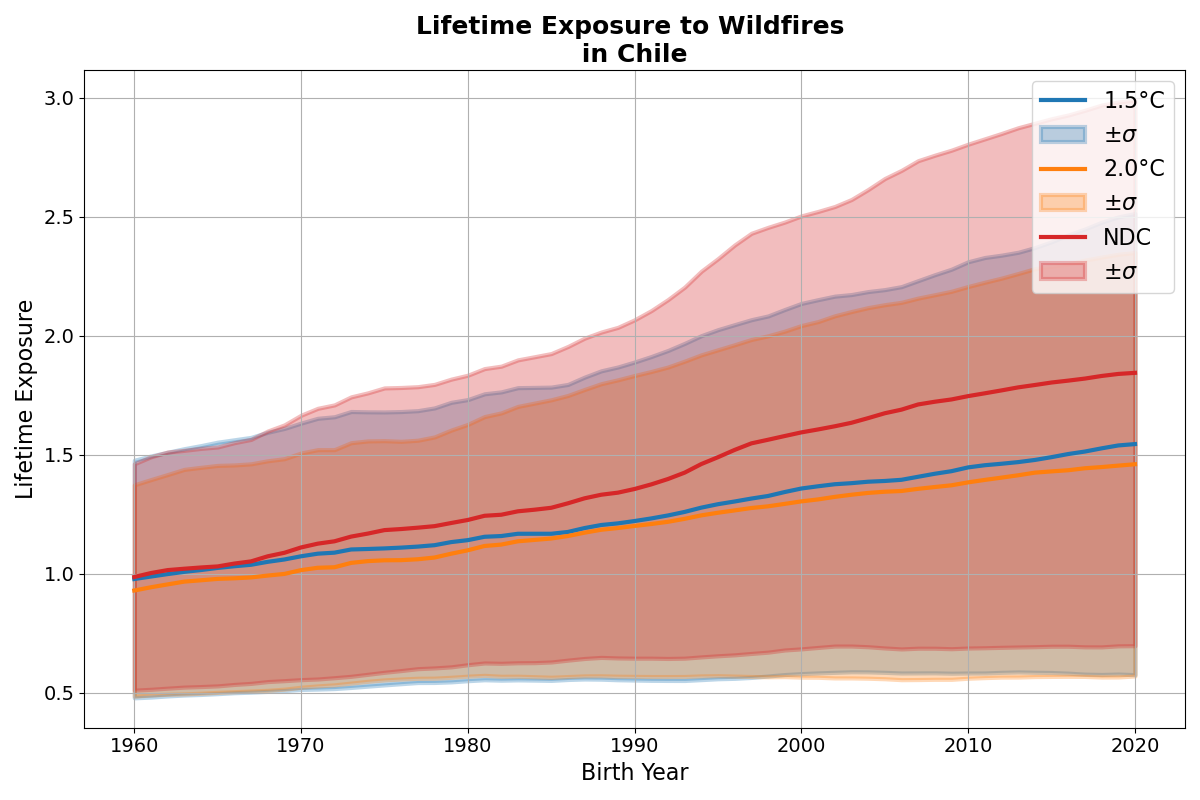 Lifetime Exposure to Wildfires
in Chile
Lifetime Exposure
3.0
2.5
2.0
1.5
1.0
0.5
1960
1970
1980
1990
2000
2010
2020
Birth Year
1.5°C
±σ
2.0°C
±σ
NDC
±σ